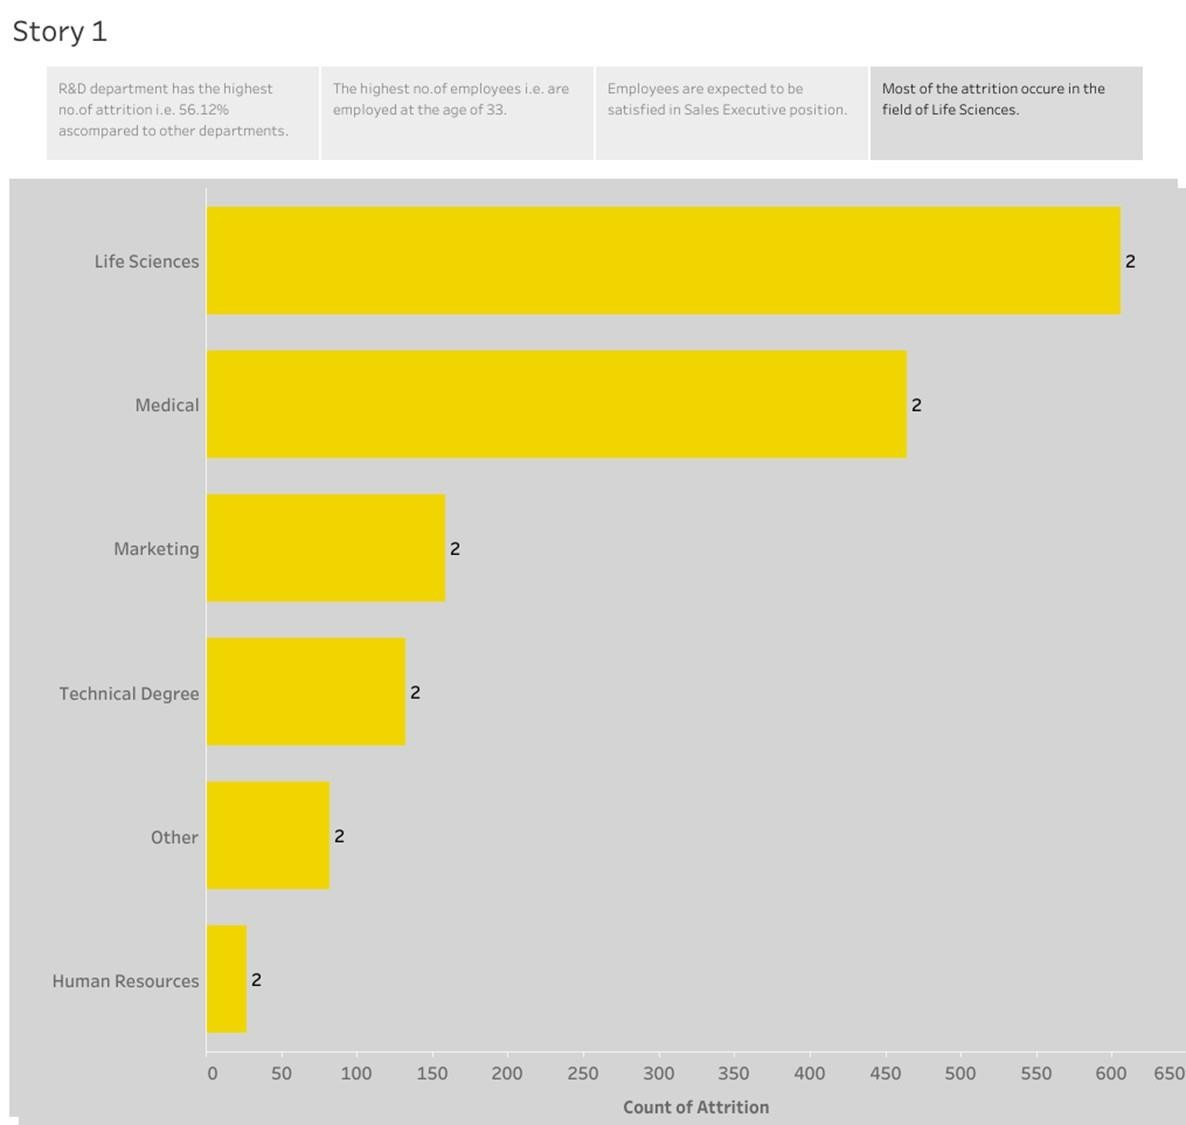 Story 1
R&D department has the highest
no.of attrition i.e. 56.12%
ascompared to other departments.
The highest no.of employees i.e. are
employed at the age of 33.
Employees are expected to be
satisfied in Sales Executive position.
Most of the attrition occure in the
field of Life Sciences.
Life Sciences 2
Medical 2
Marketing 2
Technical Degree 2
Other 2
Human Resources 2
0 50 100 150 200 250 300 350 400 450 500 550 600 650
Count of Attrition